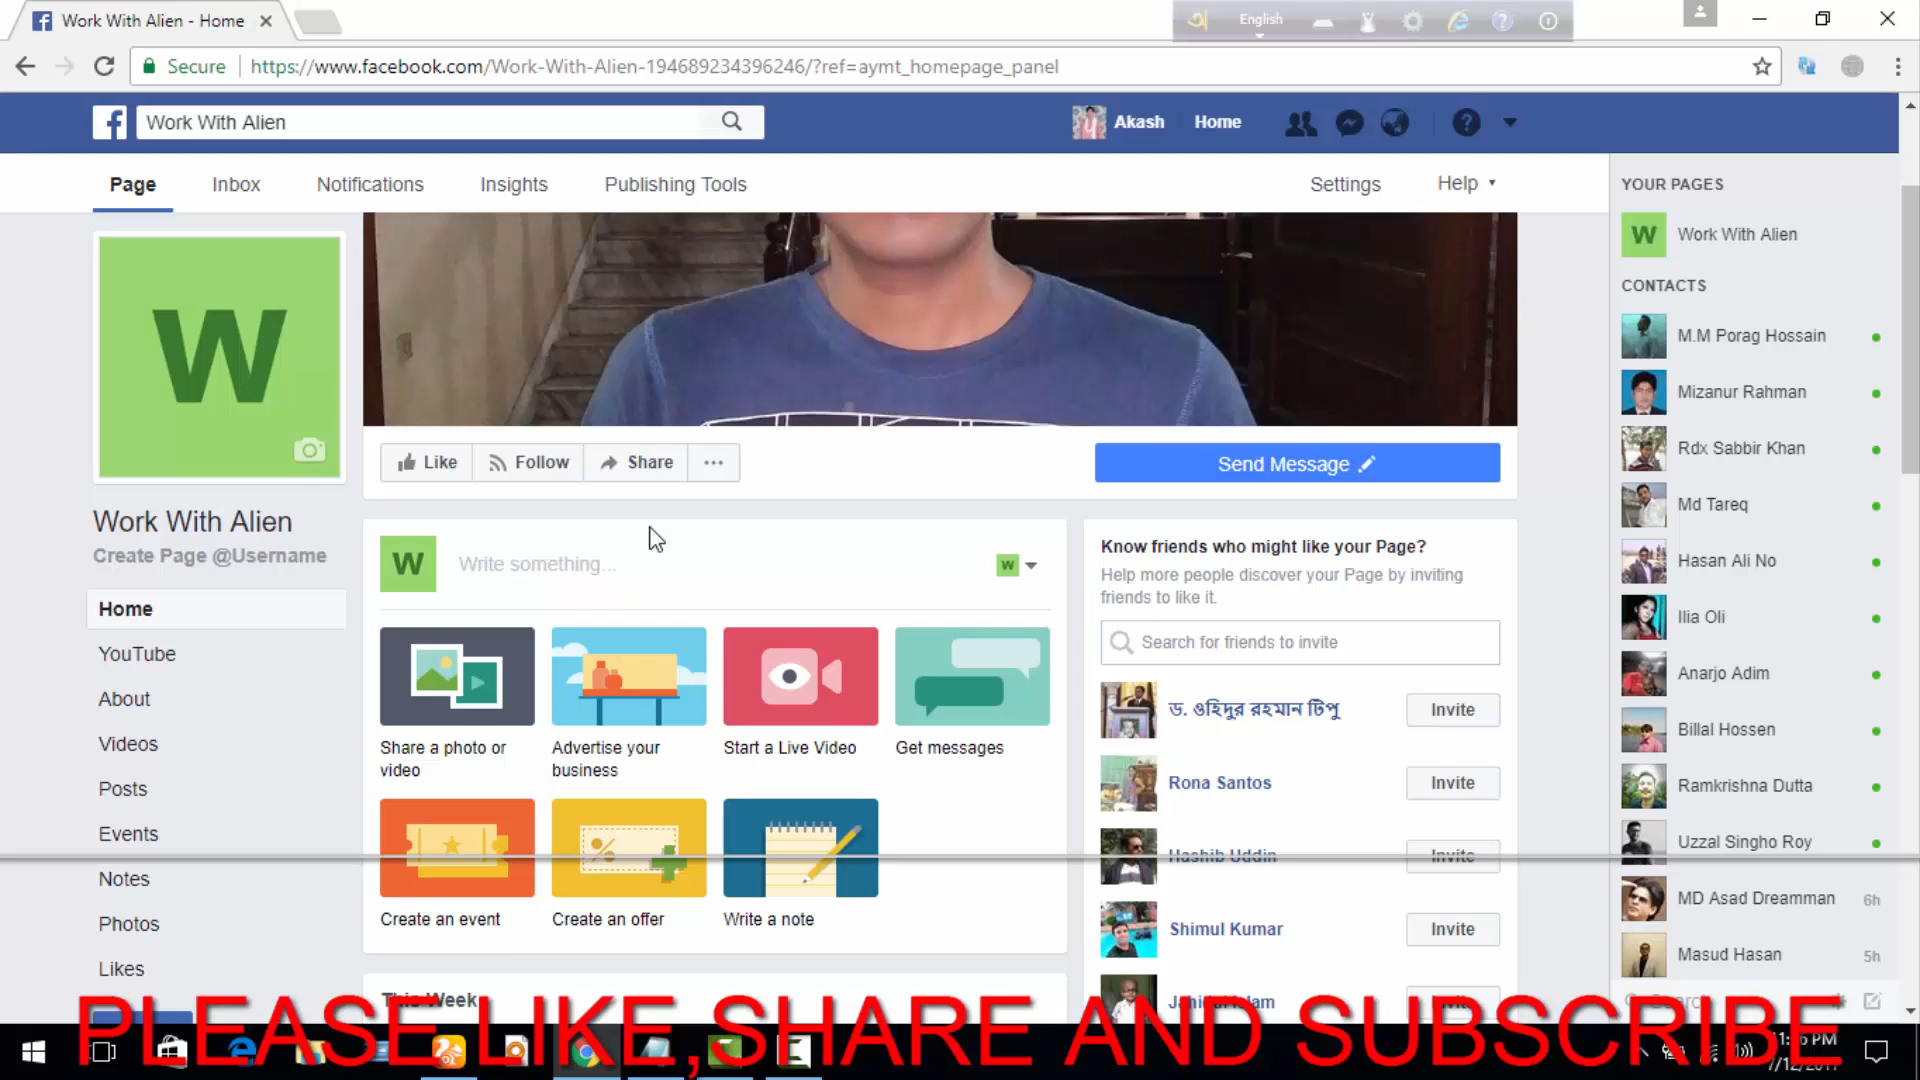 Work With Alien - Home
English
Secure
https://www.facebook.com/Work-With-Alien-194689234396246/?ref=aymt_homepage_panel
Work With Alien
Akash
Home
Page
Inbox
Notifications
Insights
Publishing Tools
Settings
Help
YOUR PAGES
W
Work With Alien
W
CONTACTS
M.M Porag Hossain
Mizanur Rahman
Rdx Sabbir Khan
Md Tareq
Hasan Ali No
Ilia Oli
Anarjo Adim
Billal Hossen
Ramkrishna Dutta
Uzzal Singho Roy
MD Asad Dreamman 6h
Masud Hasan 5h
Like
Follow
Share
Send Message
Work With Alien
Create Page @Username
Home
YouTube
About
Videos
Posts
Events
Notes
Photos
Likes
W
Write something...
W
Share a photo or
video
Advertise your
business
Start a Live Video
Get messages
Create an event
Create an offer
Write a note
This Week
Know friends who might like your Page?
Help more people discover your Page by inviting
friends to like it.
Search for friends to invite
ড. ওহিদুর রহমান টিপু
Invite
Rona Santos
Invite
Hashib Uddin
Invite
Shimul Kumar
Invite
PLEASE LIKE,SHARE AND SUBSCRIBE